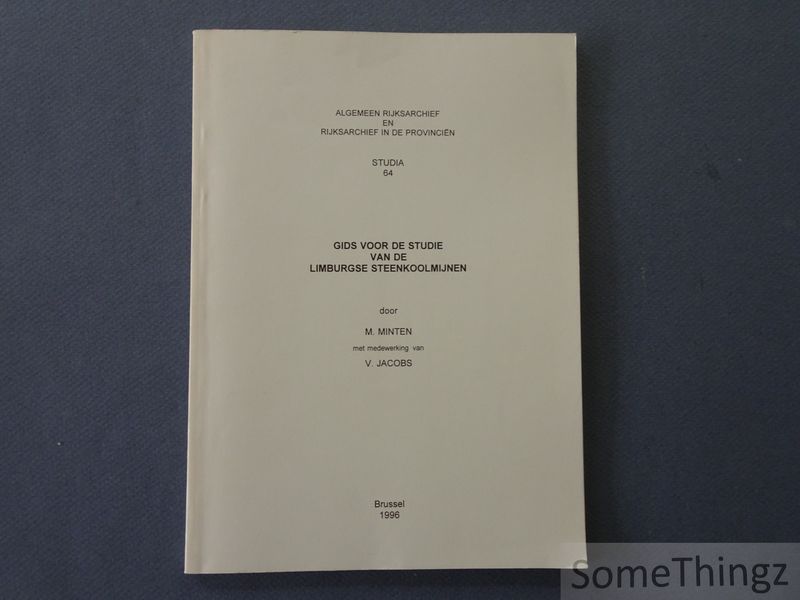 ALGEMEEN RIJKSARCHIEF
EN
RIJKSARCHIEF IN DE PROVINCIËN
STUDIA
64
GIDS VOOR DE STUDIE
VAN DE
LIMBURGSE STEENKOOLMIJNEN
door
M. MINTEN
met medewerking van
V. JACOBS
Brussel
1996
SomeThingz